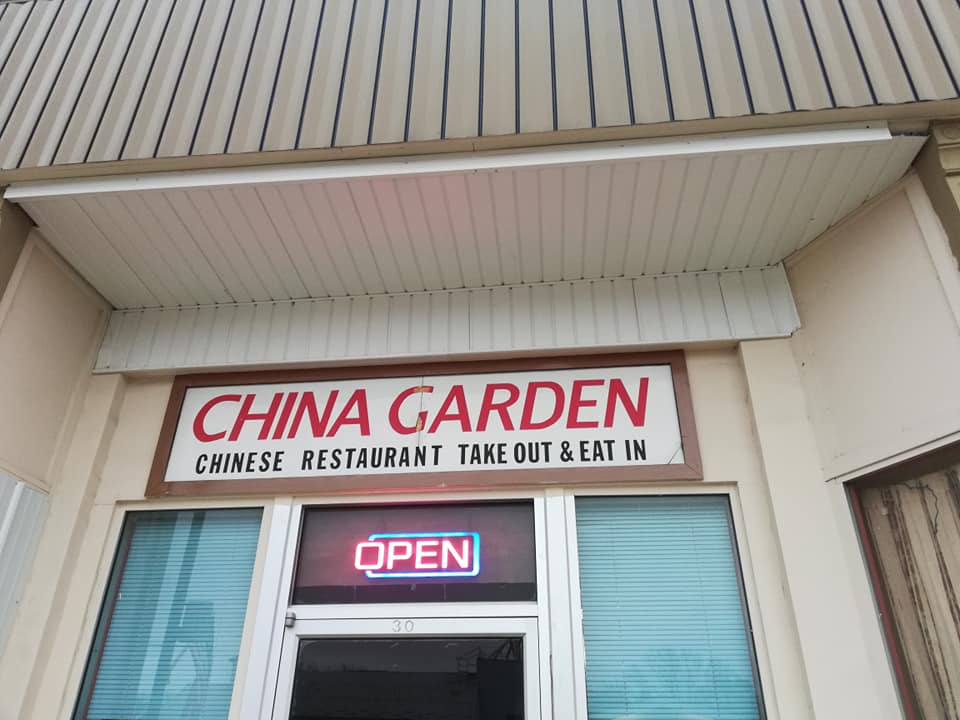 CHINA GARDEN
CHINESE RESTAURANT TAKE OUT & EAT IN
OPEN
30